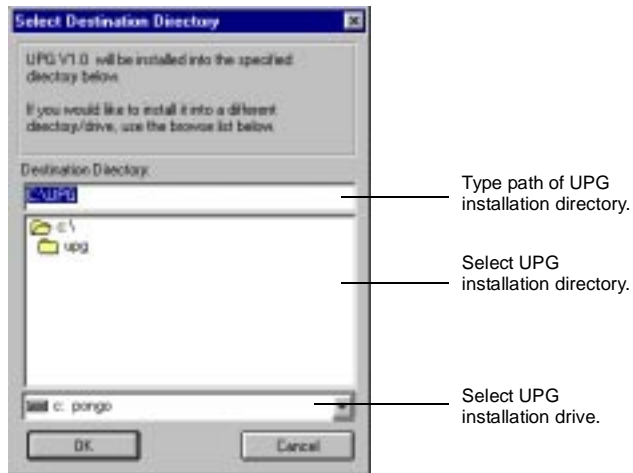 Select Destination Directory
UPG V1.0 will be installed into the specified
directory below.
If you would like to install it into a different
directory/drive, use the browse list below.
Destination Directory:
C:\UPG
Type path of UPG
installation directory.
c:\
upg
Select UPG
installation directory.
c: pongo
Select UPG
installation drive.
OK
Cancel